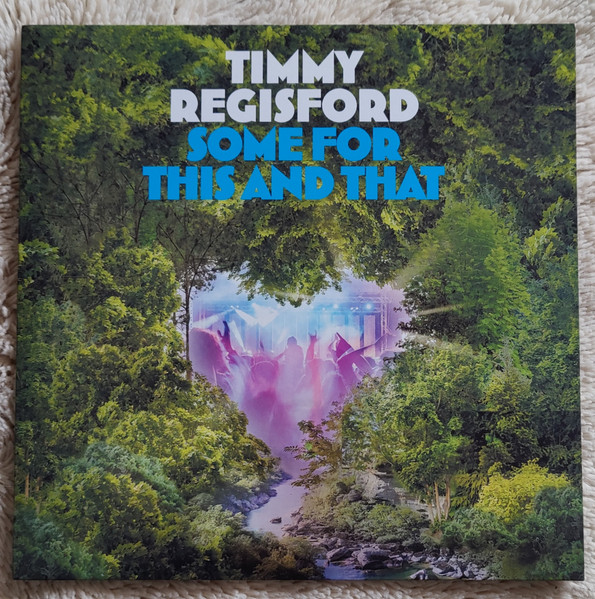 TIMMY
REGISFORD
SOME FOR
THIS AND THAT